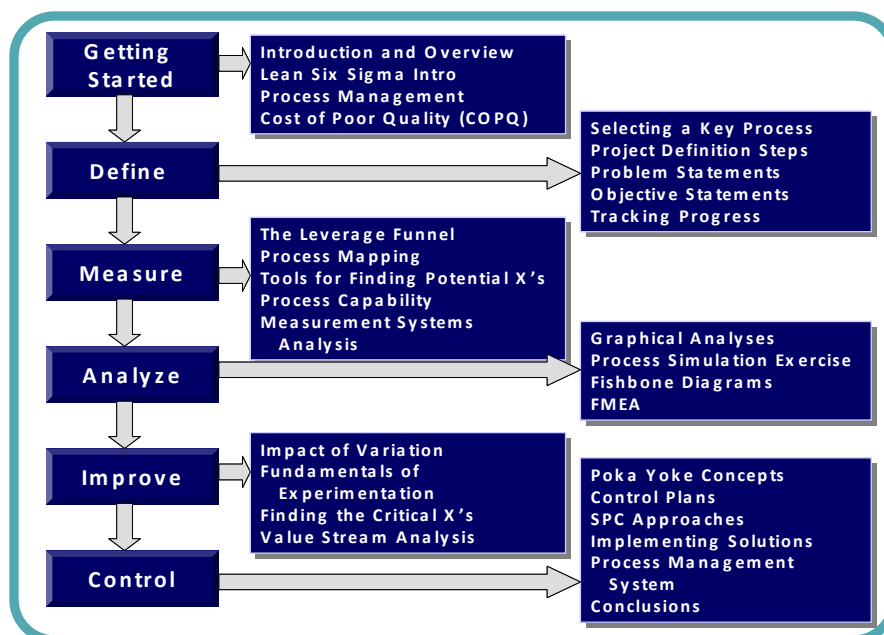 Getting
Started
Introduction and Overview
Lean Six Sigma Intro
Process Management
Cost of Poor Quality (COPQ)
Define
Selecting a Key Process
Project Definition Steps
Problem Statements
Objective Statements
Tracking Progress
Measure
The Leverage Funnel
Process Mapping
Tools for Finding Potential X's
Process Capability
Measurement Systems
Analysis
Analyze
Graphical Analyses
Process Simulation Exercise
Fishbone Diagrams
FMEA
Improve
Impact of Variation
Fundamentals of
Experimentation
Finding the Critical X's
Value Stream Analysis
Control
Poka Yoke Concepts
Control Plans
SPC Approaches
Implementing Solutions
Process Management
System
Conclusions